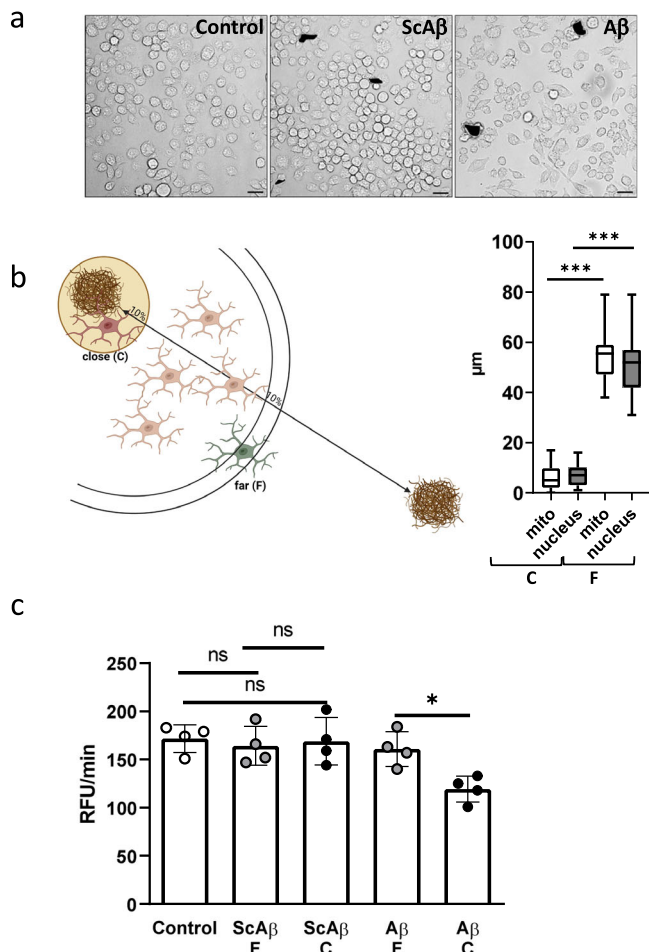 a
Control
ScAβ
Aβ
b
10%
close (C)
10%
far (F)
***
***
100
80
60
40
20
0
µm
mito
nucleus
mito
nucleus
C
F
c
ns
ns
ns
*
250
200
150
100
50
0
RFU/min
Control
ScAβ
F
ScAβ
C
Aβ
F
Aβ
C